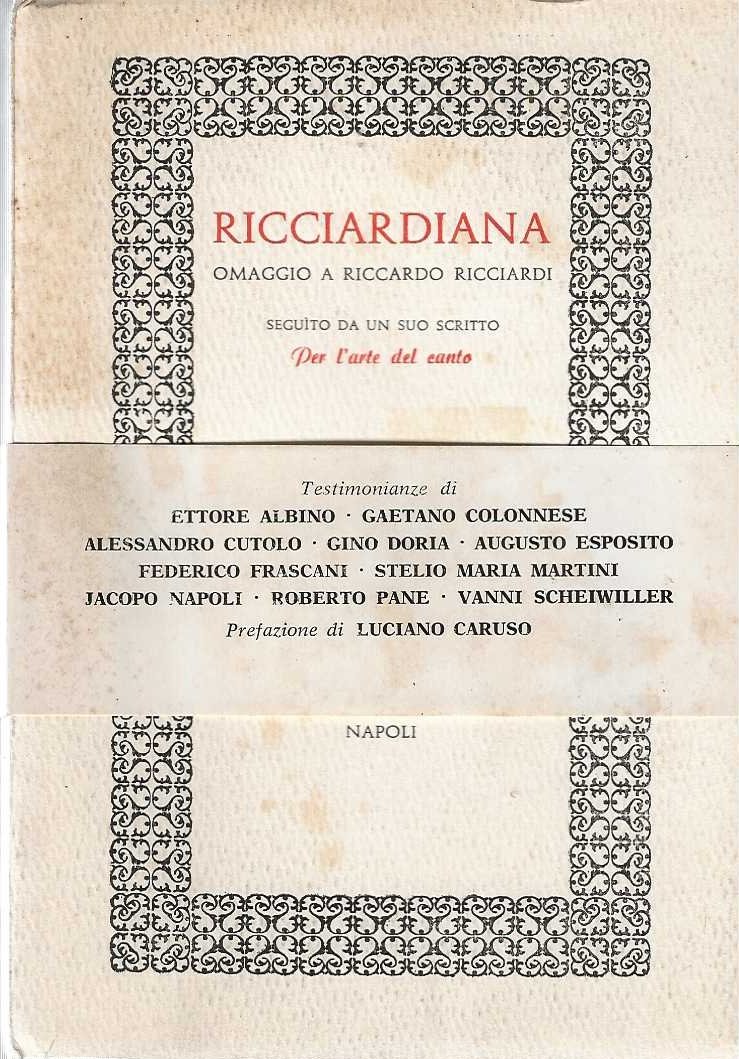 RICCIARDIANA
OMAGGIO A RICCARDO RICCIARDI
SEGUÌTO DA UN SUO SCRITTO
Per l'arte del canto
Testimonianze di
ETTORE ALBINO · GAETANO COLONNESE
ALESSANDRO CUTOLO · GINO DORIA · AUGUSTO ESPOSITO
FEDERICO FRASCANI · STELIO MARIA MARTINI
JACOPO NAPOLI · ROBERTO PANE · VANNI SCHEIWILLER
Prefazione di LUCIANO CARUSO
NAPOLI